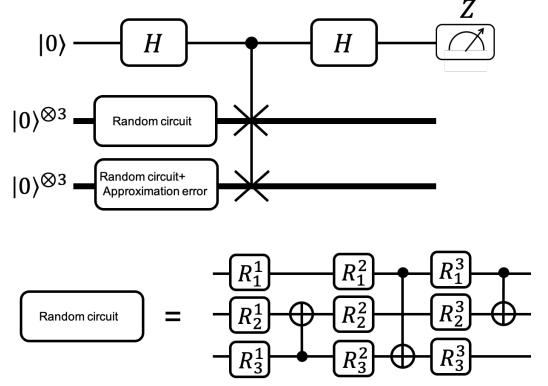 Z
|0⟩ H H
|0⟩⊗3 Random circuit
|0⟩⊗3 Random circuit+
Approximation error
R₁¹ R₁² R₁³
Random circuit = R₂¹ R₂² R₂³
R₃¹ R₃² R₃³